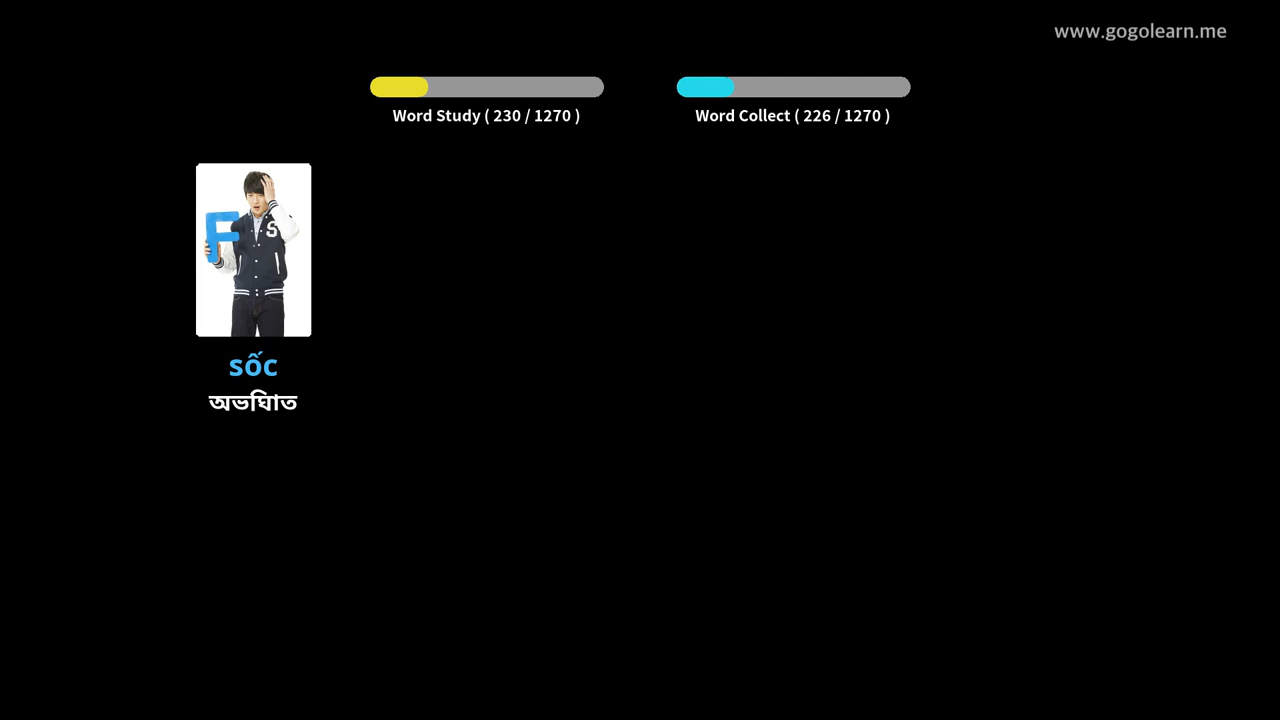 www.gogolearn.me
Word Study ( 230 / 1270 )
Word Collect ( 226 / 1270 )
F
S
sốc
অভিঘাত